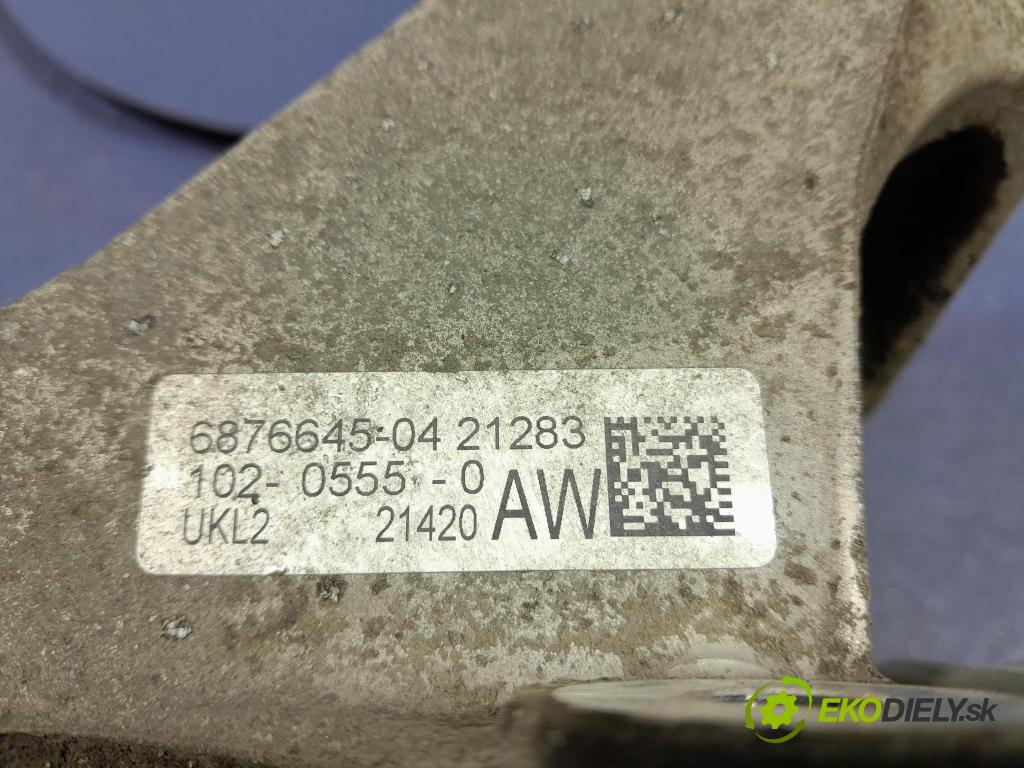 6876645-04 21283
102- 0555 -0
UKL2 21420 AW
EKODIELY.sk